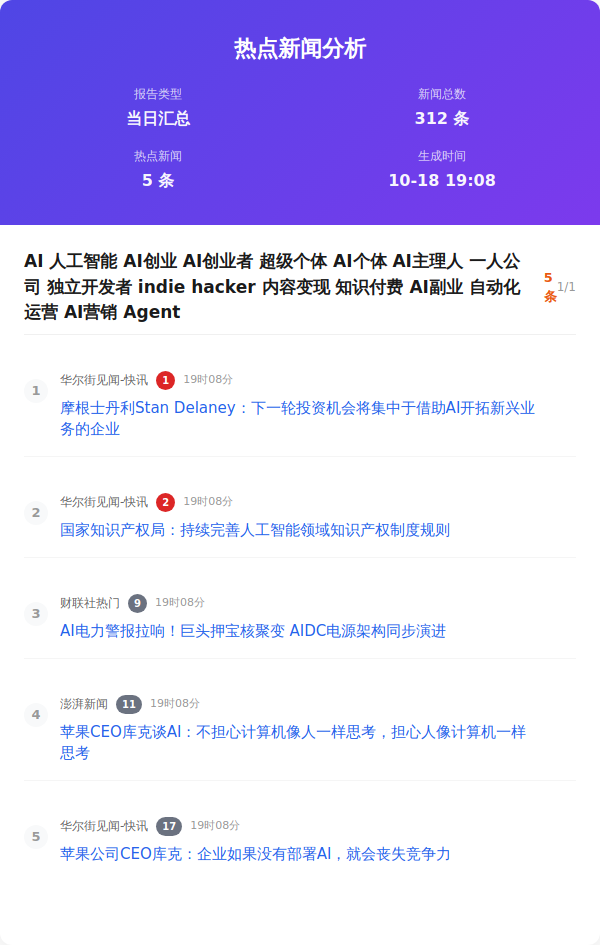 热点新闻分析
报告类型
当日汇总
新闻总数
312 条
热点新闻
5 条
生成时间
10-18 19:08
AI 人工智能 AI创业 AI创业者 超级个体 AI个体 AI主理人 一人公
司 独立开发者 indie hacker 内容变现 知识付费 AI副业 自动化
运营 AI营销 Agent
5
条
1/1
1
华尔街见闻-快讯 1 19时08分
摩根士丹利Stan Delaney：下一轮投资机会将集中于借助AI开拓新兴业
务的企业
2
华尔街见闻-快讯 2 19时08分
国家知识产权局：持续完善人工智能领域知识产权制度规则
3
财联社热门 9 19时08分
AI电力警报拉响！巨头押宝核聚变 AIDC电源架构同步演进
4
澎湃新闻 11 19时08分
苹果CEO库克谈AI：不担心计算机像人一样思考，担心人像计算机一样
思考
5
华尔街见闻-快讯 17 19时08分
苹果公司CEO库克：企业如果没有部署AI，就会丧失竞争力